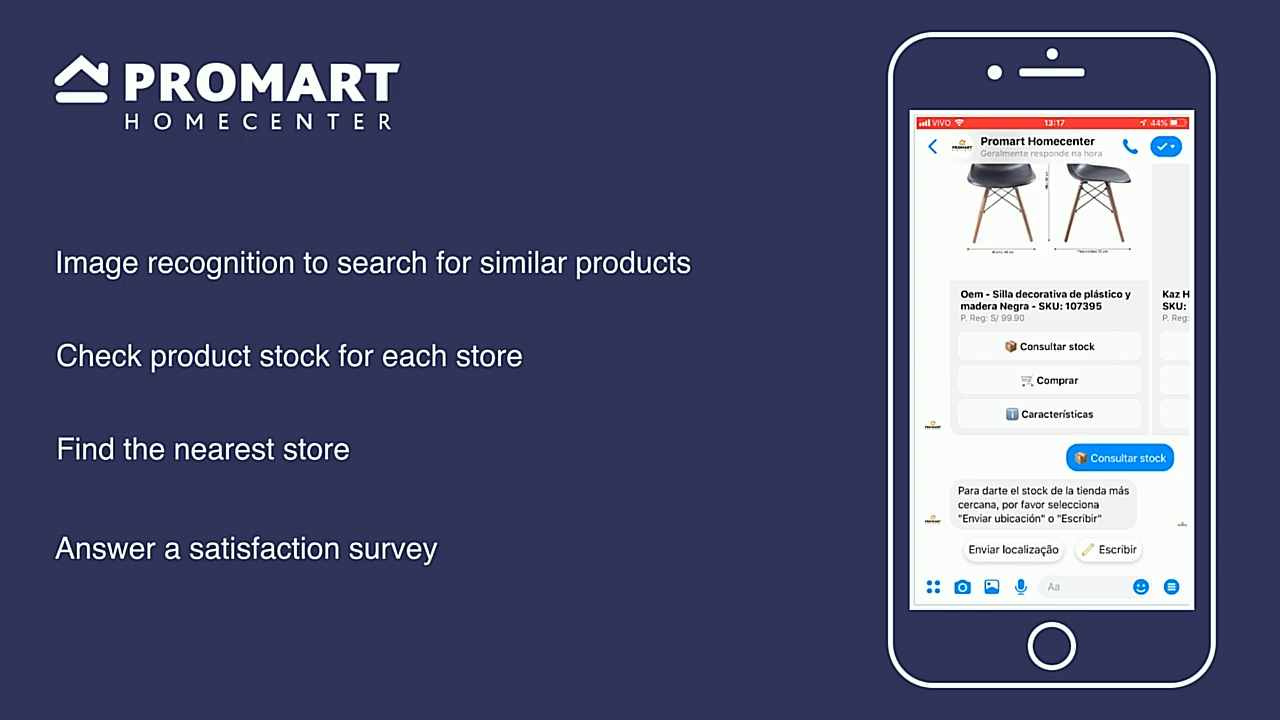 PROMART
HOMECENTER
Image recognition to search for similar products
Check product stock for each store
Find the nearest store
Answer a satisfaction survey
VIVO
13:17
44%
PROMART
Promart Homecenter
Geralmente responde na hora
Oem - Silla decorativa de plástico y
madera Negra - SKU: 107395
P. Reg: S/ 99.90
Kaz H
SKU:
P. Reg:
Consultar stock
Comprar
Características
PROMART
Consultar stock
Para darte el stock de la tienda más
cercana, por favor selecciona
"Enviar ubicación" o "Escribir"
PROMART
Enviar localização
Escribir
Aa